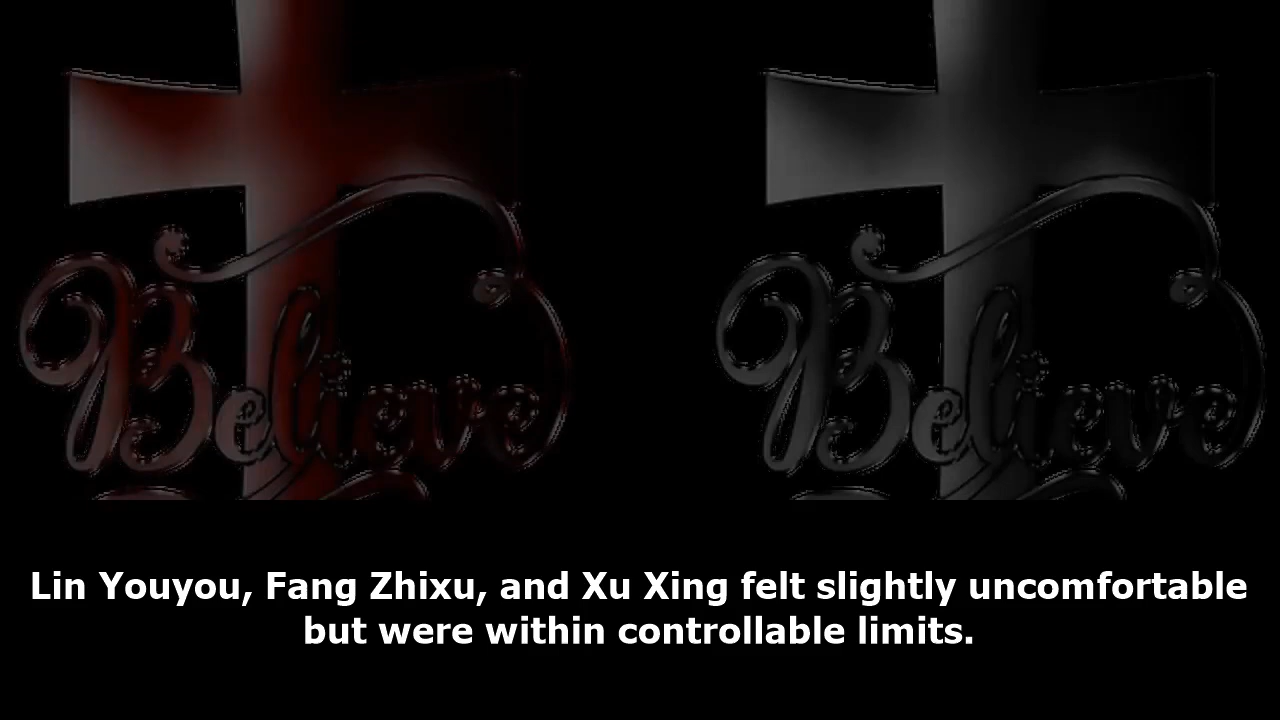 Believe
Believe
Lin Youyou, Fang Zhixu, and Xu Xing felt slightly uncomfortable
but were within controllable limits.